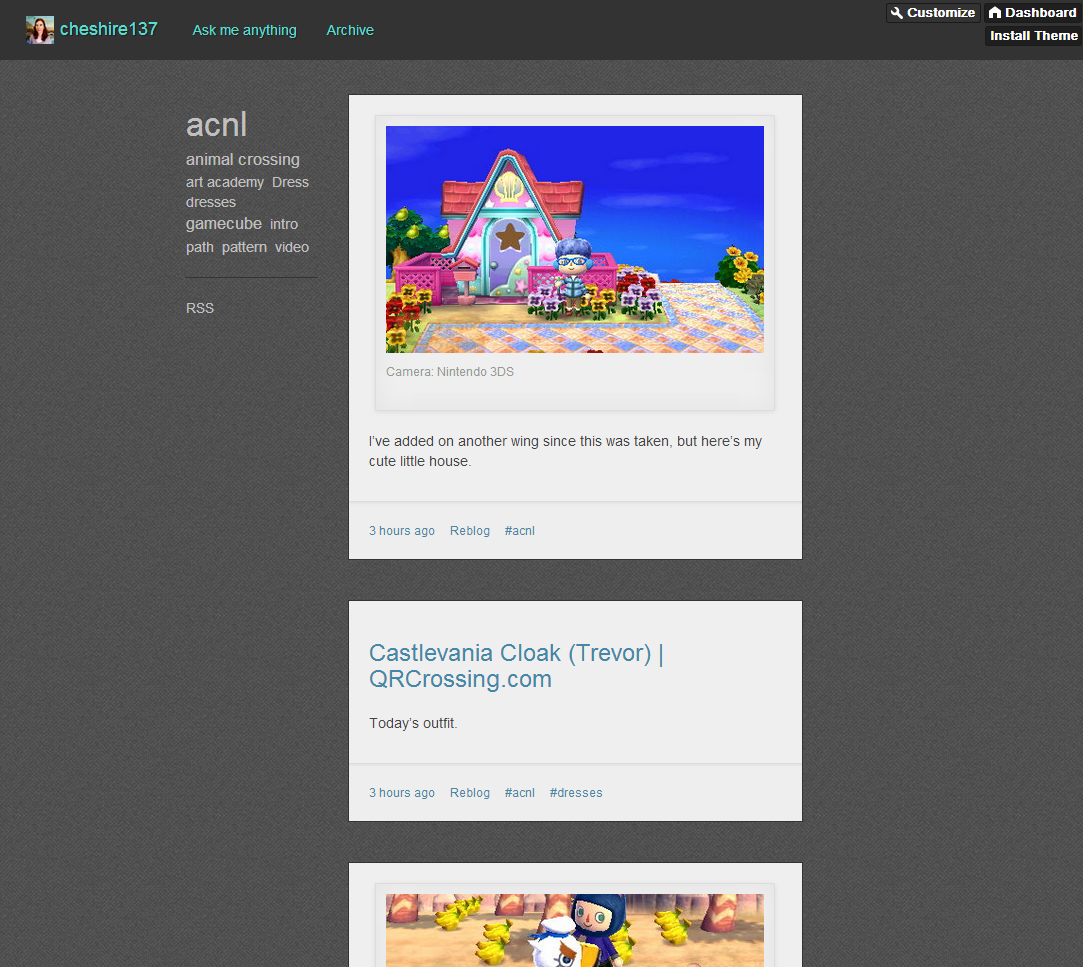 cheshire137 Ask me anything Archive
Customize Dashboard
Install Theme
acnl
animal crossing
art academy Dress
dresses
gamecube intro
path pattern video
RSS
Camera: Nintendo 3DS
I've added on another wing since this was taken, but here's my
cute little house.
3 hours ago Reblog #acnl
Castlevania Cloak (Trevor) |
QRCrossing.com
Today's outfit.
3 hours ago Reblog #acnl #dresses